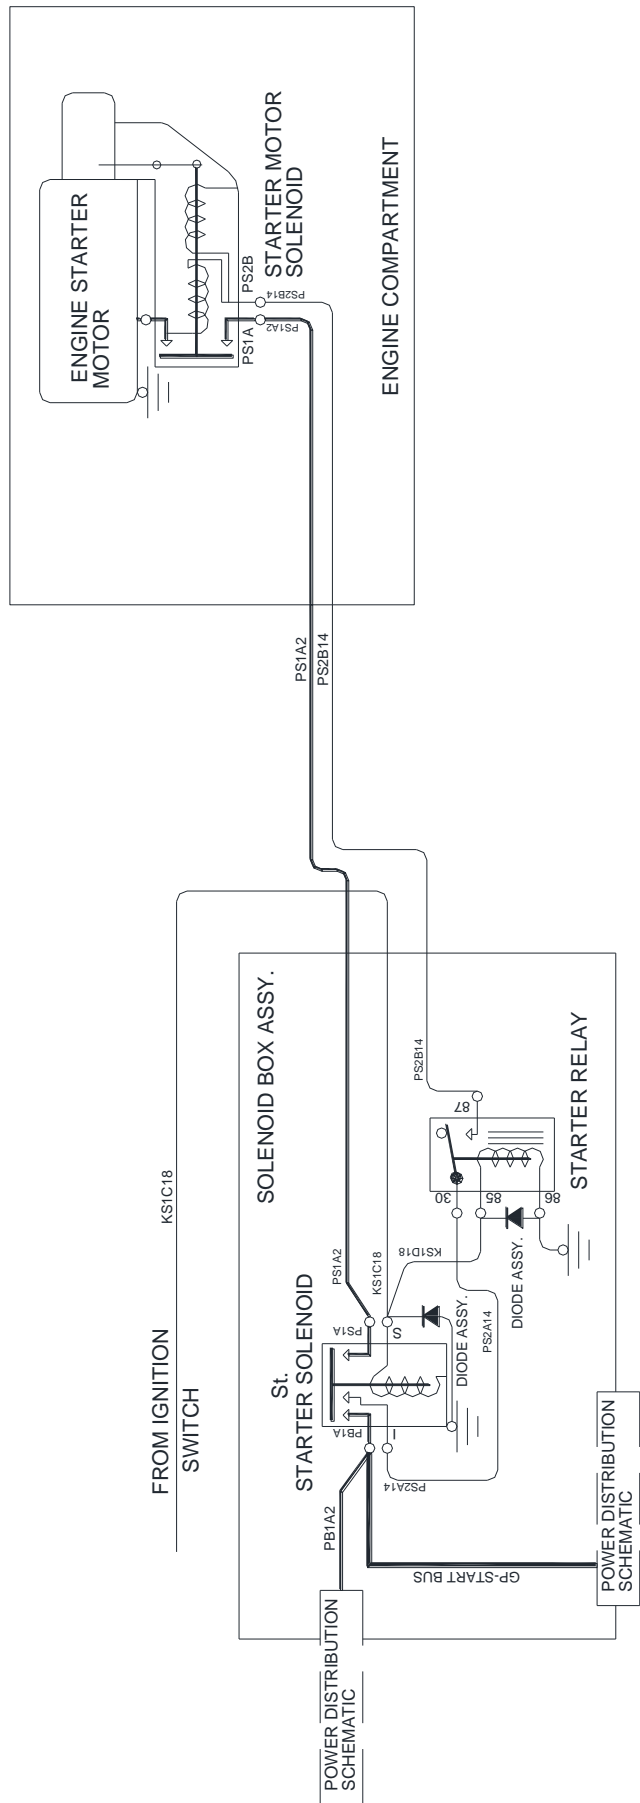 ENGINE STARTER
MOTOR
STARTER MOTOR
SOLENOID
PS2B
PS2B14
PS1A
PS1A2
ENGINE COMPARTMENT
PS1A2
PS2B14
KS1C18
SOLENOID BOX ASSY.
PS2B14
87
STARTER RELAY
30
85
86
PS1A2
KS1C18
KS1D18
DIODE ASSY.
PS1A
S
DIODE ASSY.
PS2A14
St.
STARTER SOLENOID
PB1A
I
PS2A14
FROM IGNITION
SWITCH
PB1A2
GP-START BUS
POWER DISTRIBUTION
SCHEMATIC
POWER DISTRIBUTION
SCHEMATIC